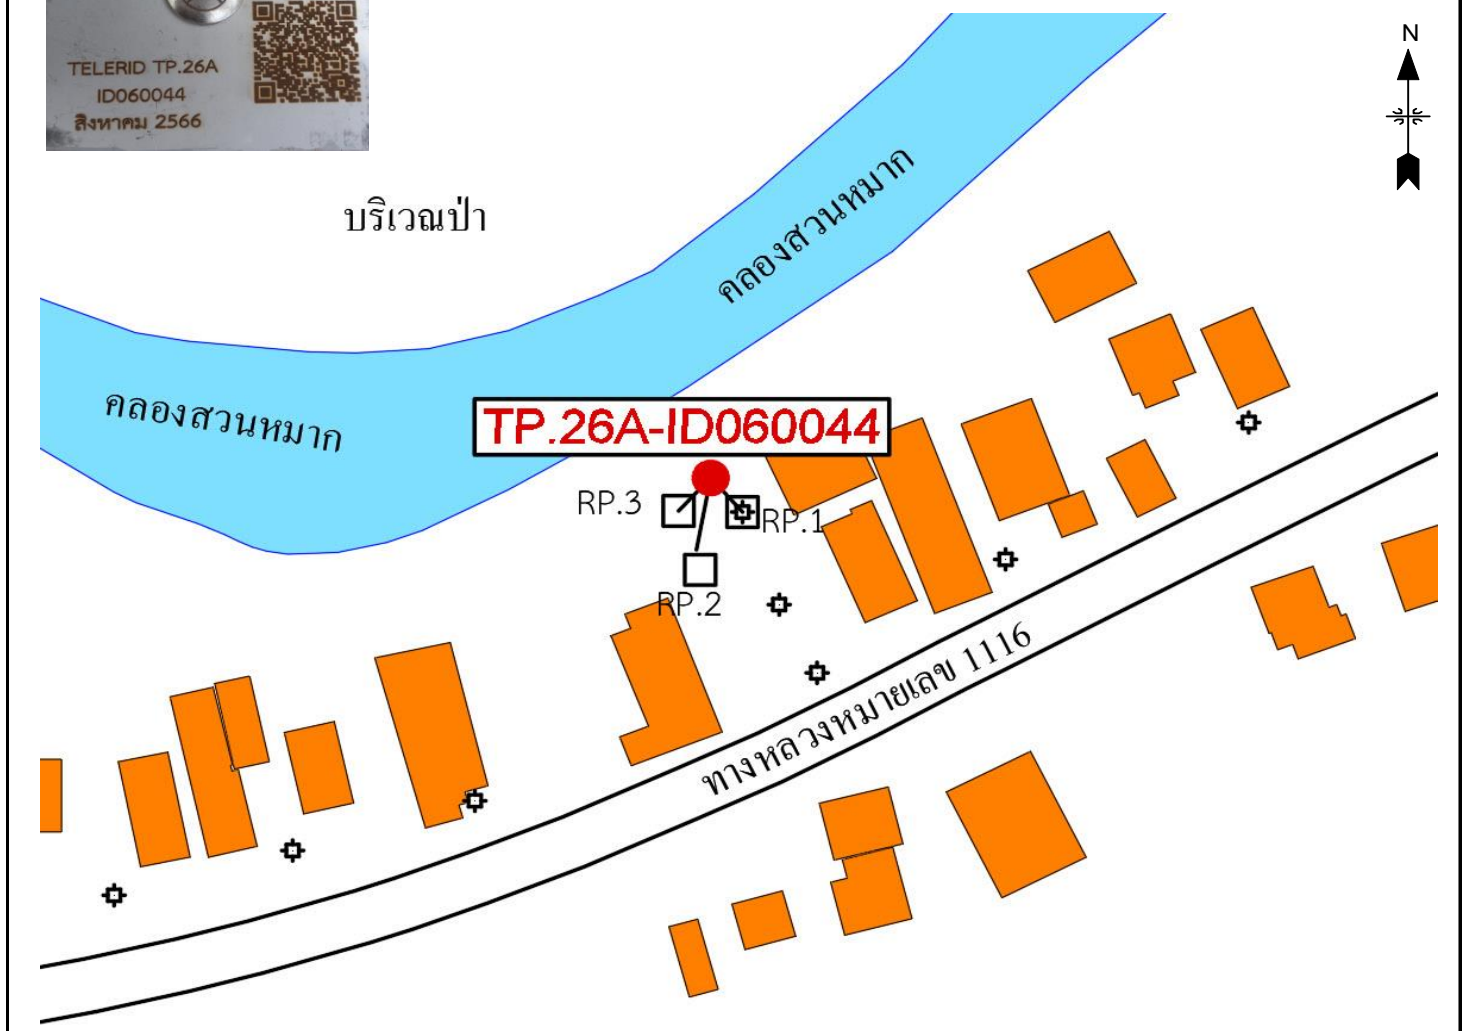 TELERID TP.26A
ID060044
สิงหาคม 2566
N
บริเวณป่า
คลองสวนหมาก
คลองสวนหมาก
TP.26A-ID060044
RP.3
RP.1
RP.2
ทางหลวงหมายเลข 1116